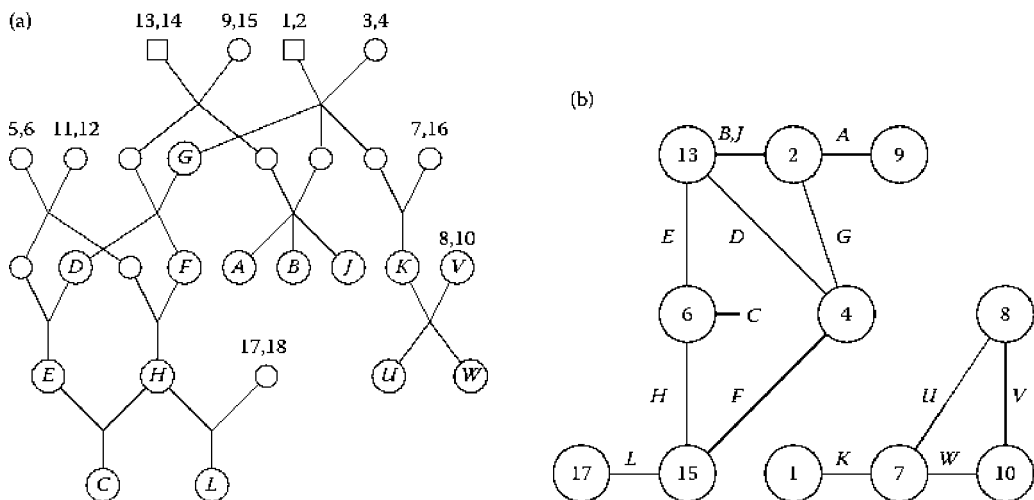 (a)
13,14 9,15 1,2 3,4
5,6 11,12 G 7,16
D F A B J K 8,10 V
E H 17,18 U W
C L
(b)
B,J A
13 2 9
E D G
6 C 4 8
H F U V
17 L 15 1 K 7 W 10